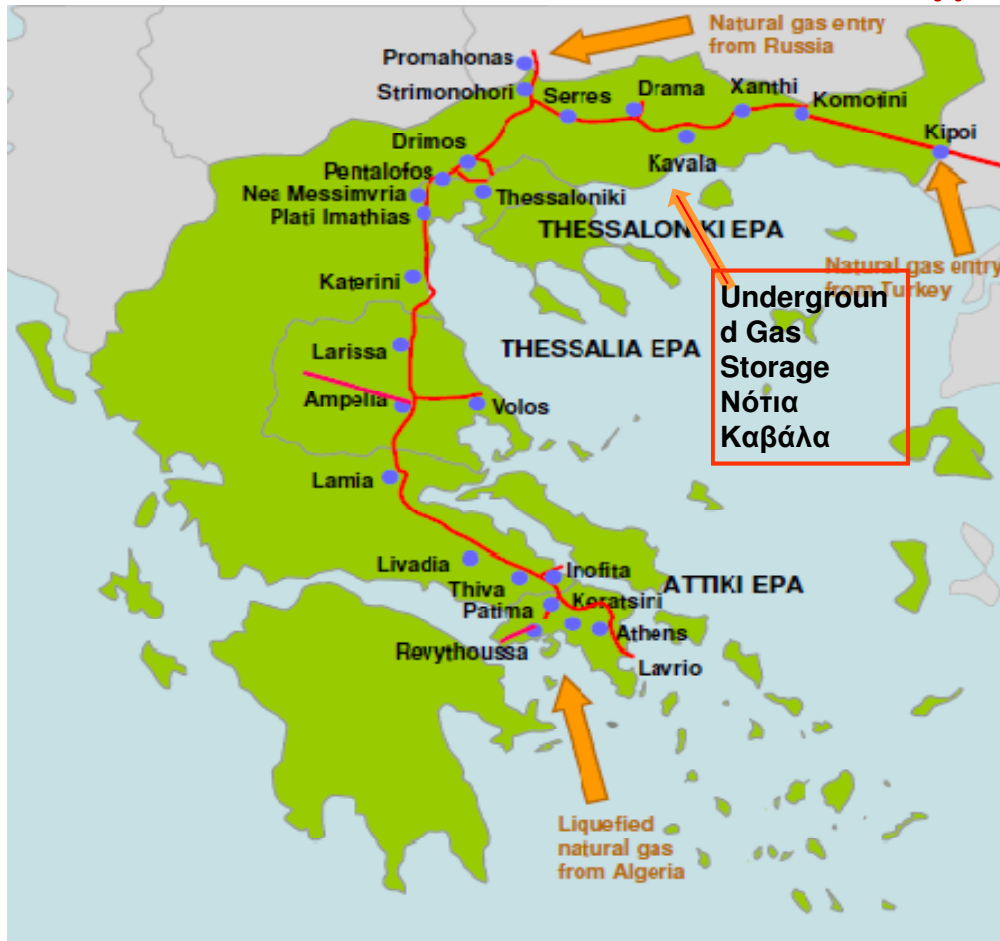 Natural gas entry
from Russia
Promahonas
Strimonohori
Serres
Drama
Xanthi
Komotini
Kipoi
Drimos
Pentalofos
Kavala
Nea Messimvria
Thessaloniki
Plati Imathias
THESSALONIKI EPA
Natural gas entry
from Turkey
Katerini
Undergroun
d Gas
Storage
Νότια
Καβάλα
Larissa
THESSALIA EPA
Ampelia
Volos
Lamia
Livadia
Inofita
ATTIKI EPA
Thiva
Keratsini
Patima
Athens
Revythoussa
Lavrio
Liquefied
natural gas
from Algeria